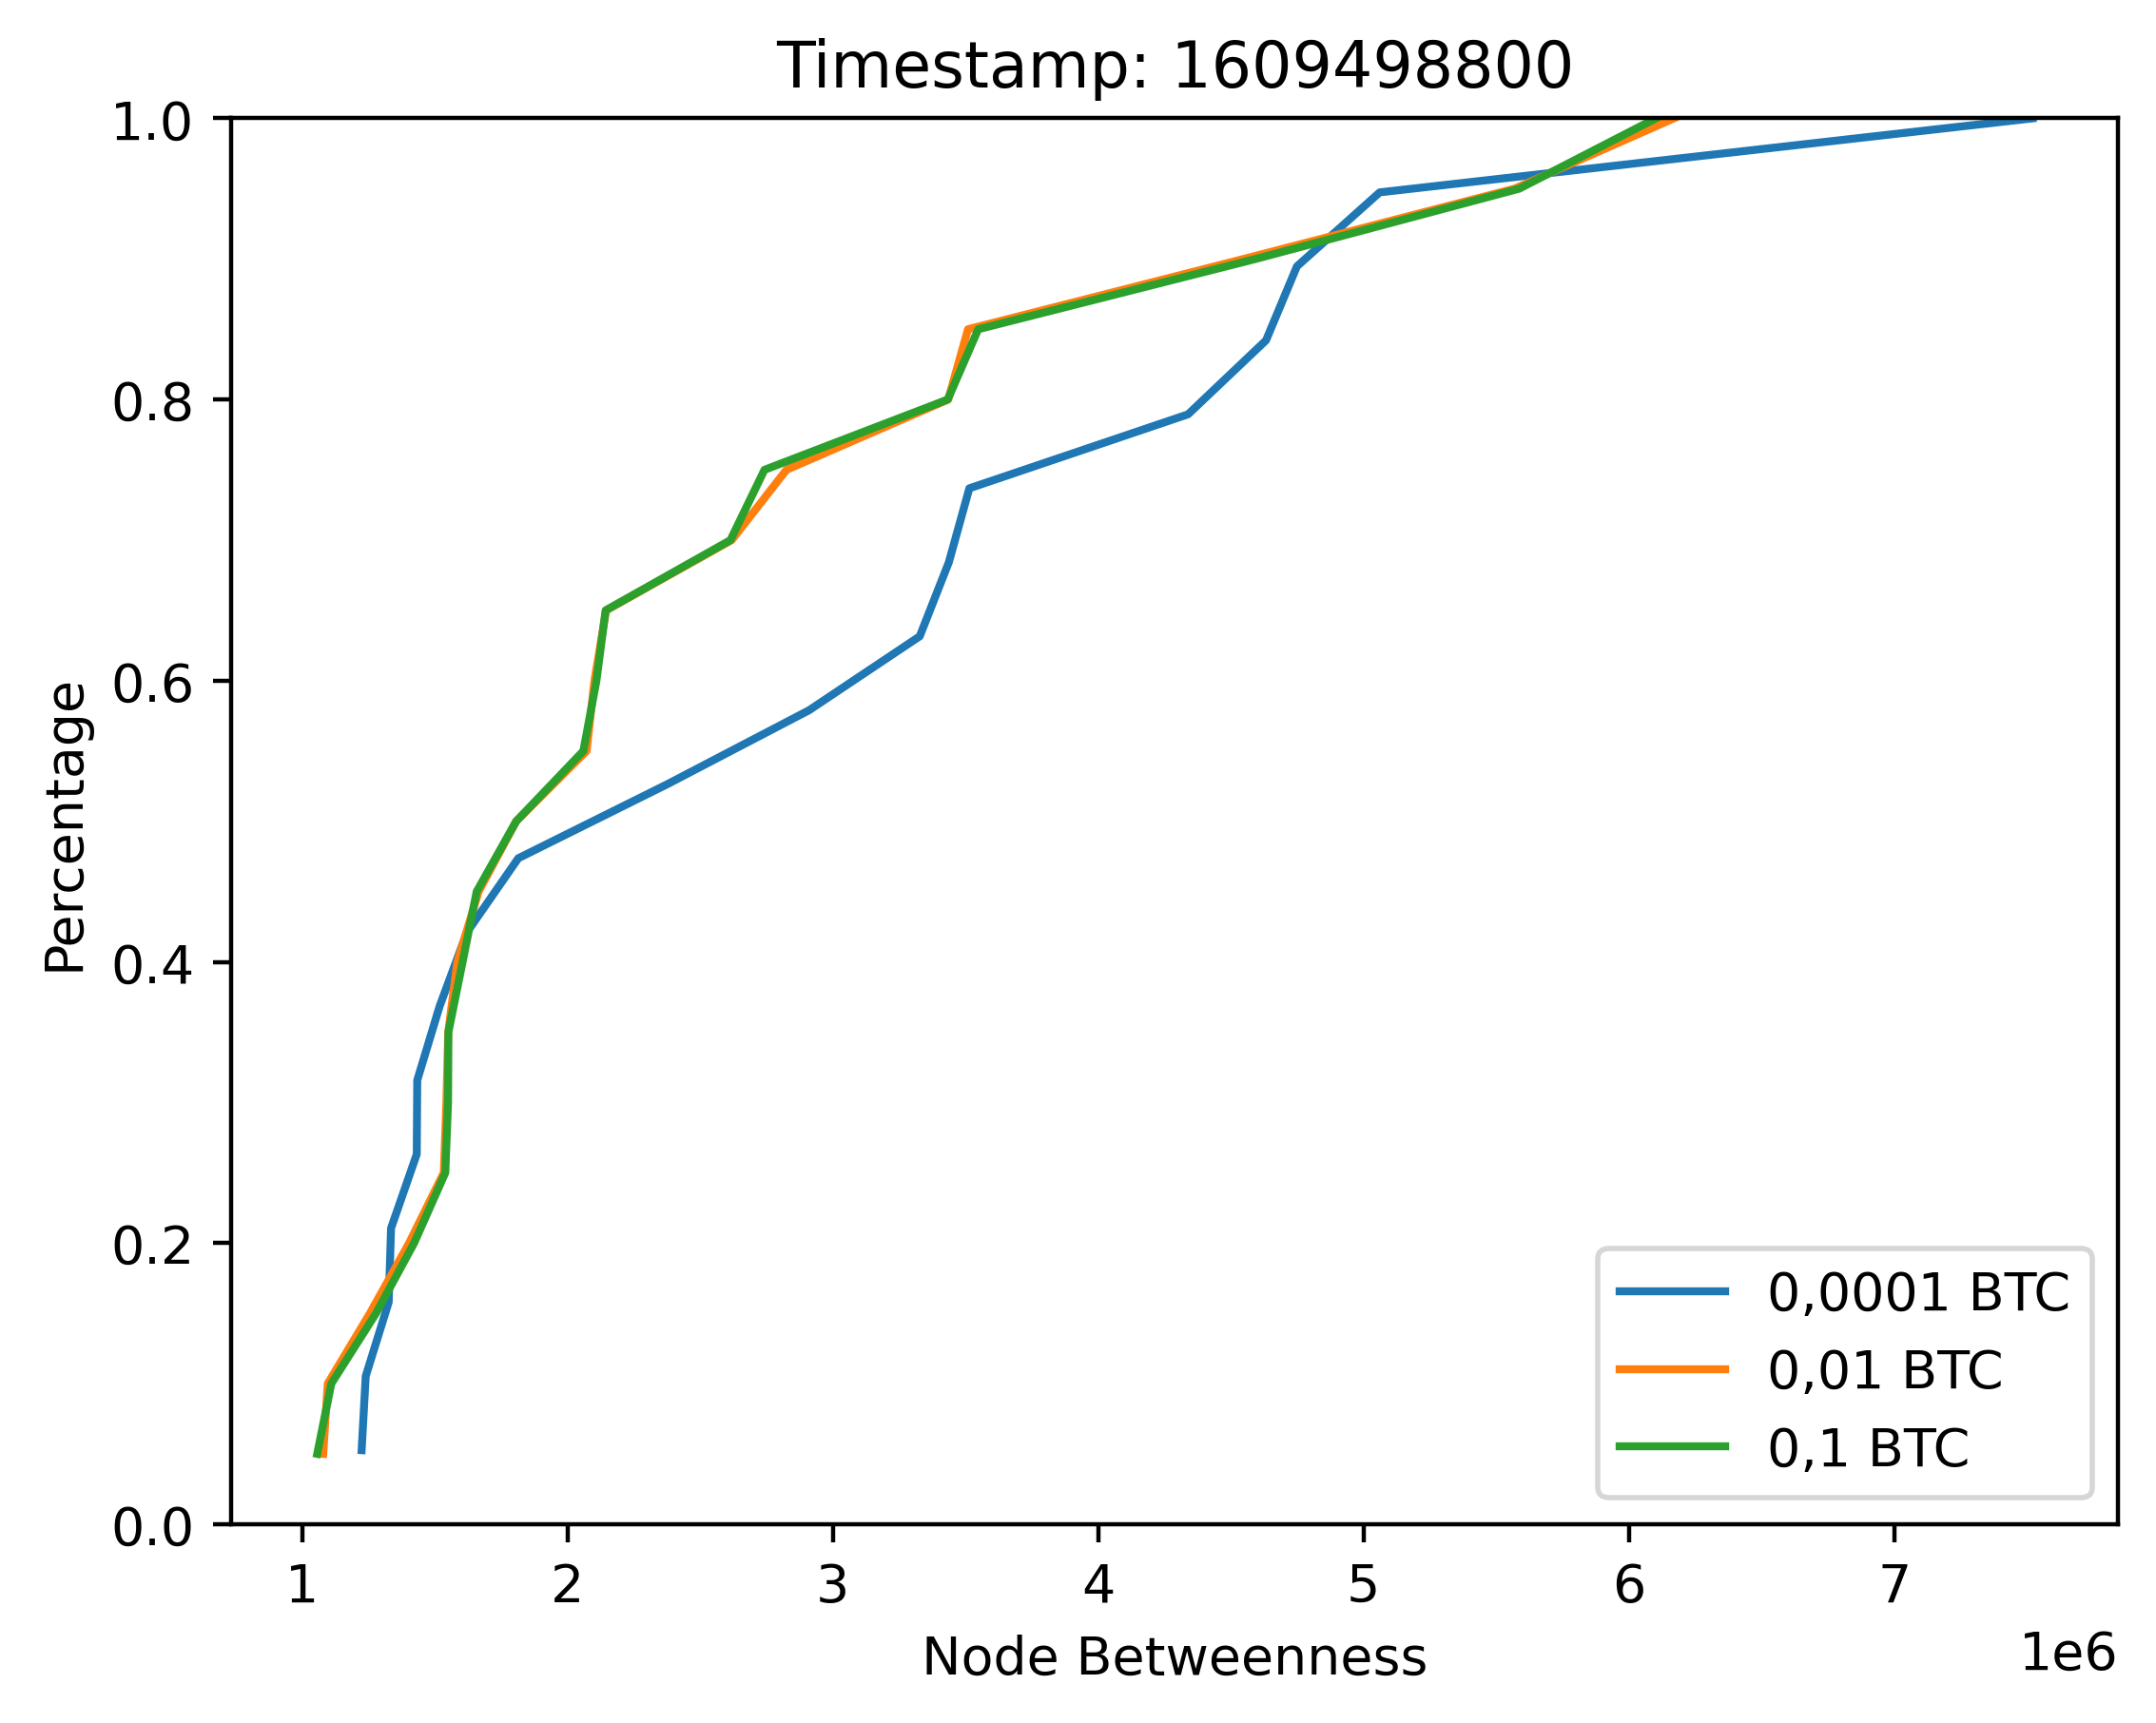 Timestamp: 1609498800
1.0
0.8
0.6
0.4
0.2
0.0
Percentage
0,0001 BTC
0,01 BTC
0,1 BTC
1 2 3 4 5 6 7
Node Betweenness
1e6